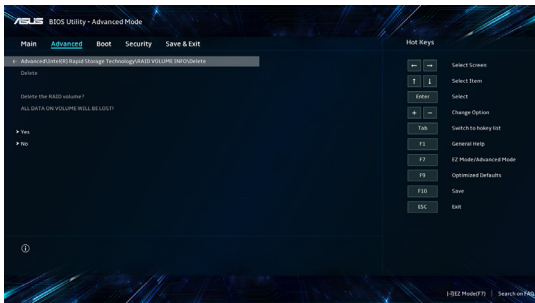 ASUS BIOS Utility - Advanced Mode
Main Advanced Boot Security Save & Exit
Hot Keys
← Advanced\Intel(R) Rapid Storage Technology\RAID VOLUME INFO\Delete
Delete
Delete the RAID volume?
ALL DATA ON VOLUME WILL BE LOST!
▶ Yes
▶ No
← → Select Screen
↑ ↓ Select Item
Enter Select
+ − Change Option
Tab Switch to hokey list
F1 General Help
F7 EZ Mode/Advanced Mode
F9 Optimized Defaults
F10 Save
ESC Exit
EZ Mode(F7) | Search on FAQ